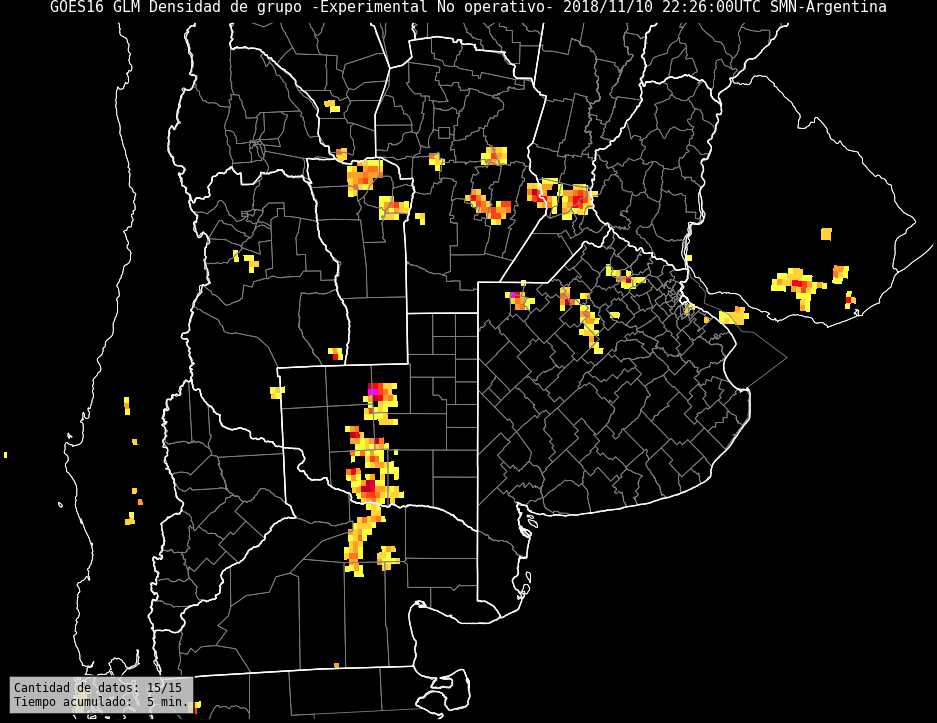 GOES16 GLM Densidad de grupo -Experimental No operativo- 2018/11/10 22:26:00UTC SMN-Argentina
Cantidad de datos: 15/15
Tiempo acumulado:  5 min.